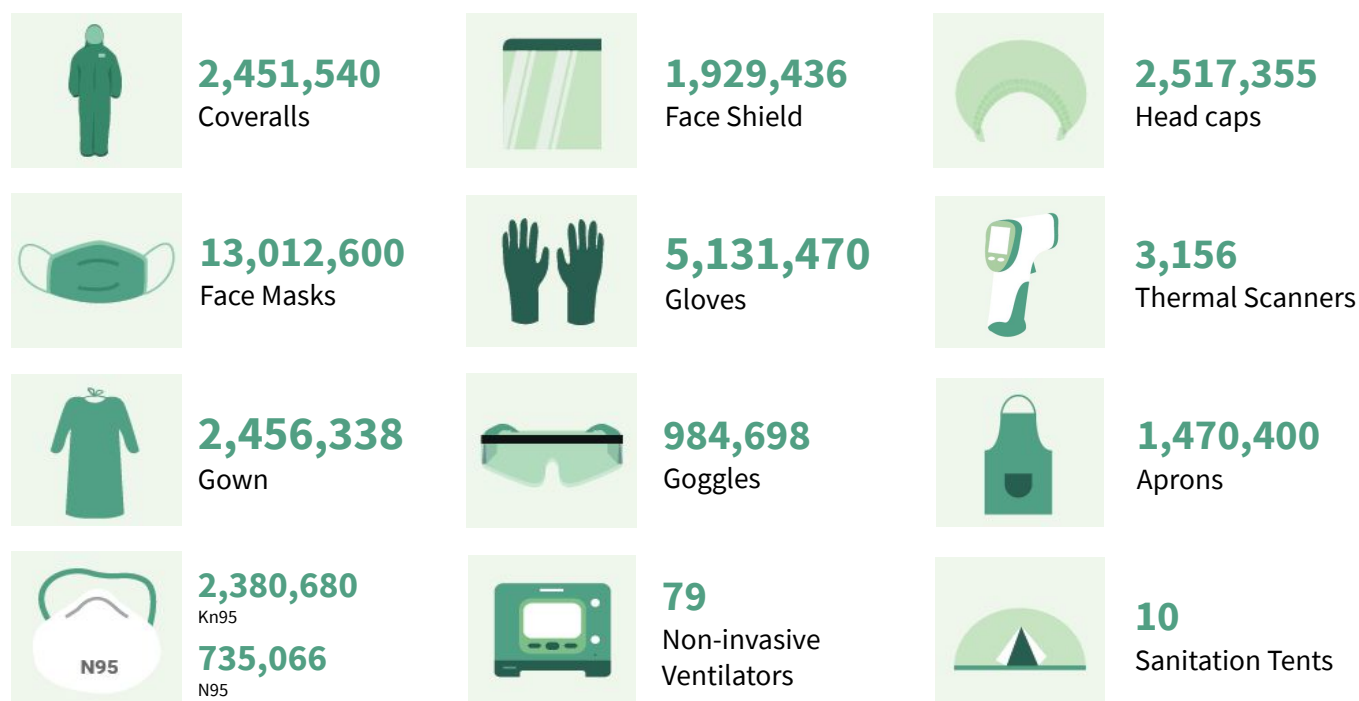 2,451,540
Coveralls
1,929,436
Face Shield
2,517,355
Head caps
13,012,600
Face Masks
5,131,470
Gloves
3,156
Thermal Scanners
2,456,338
Gown
984,698
Goggles
1,470,400
Aprons
N95
2,380,680
Kn95
735,066
N95
79
Non-invasive
Ventilators
10
Sanitation Tents